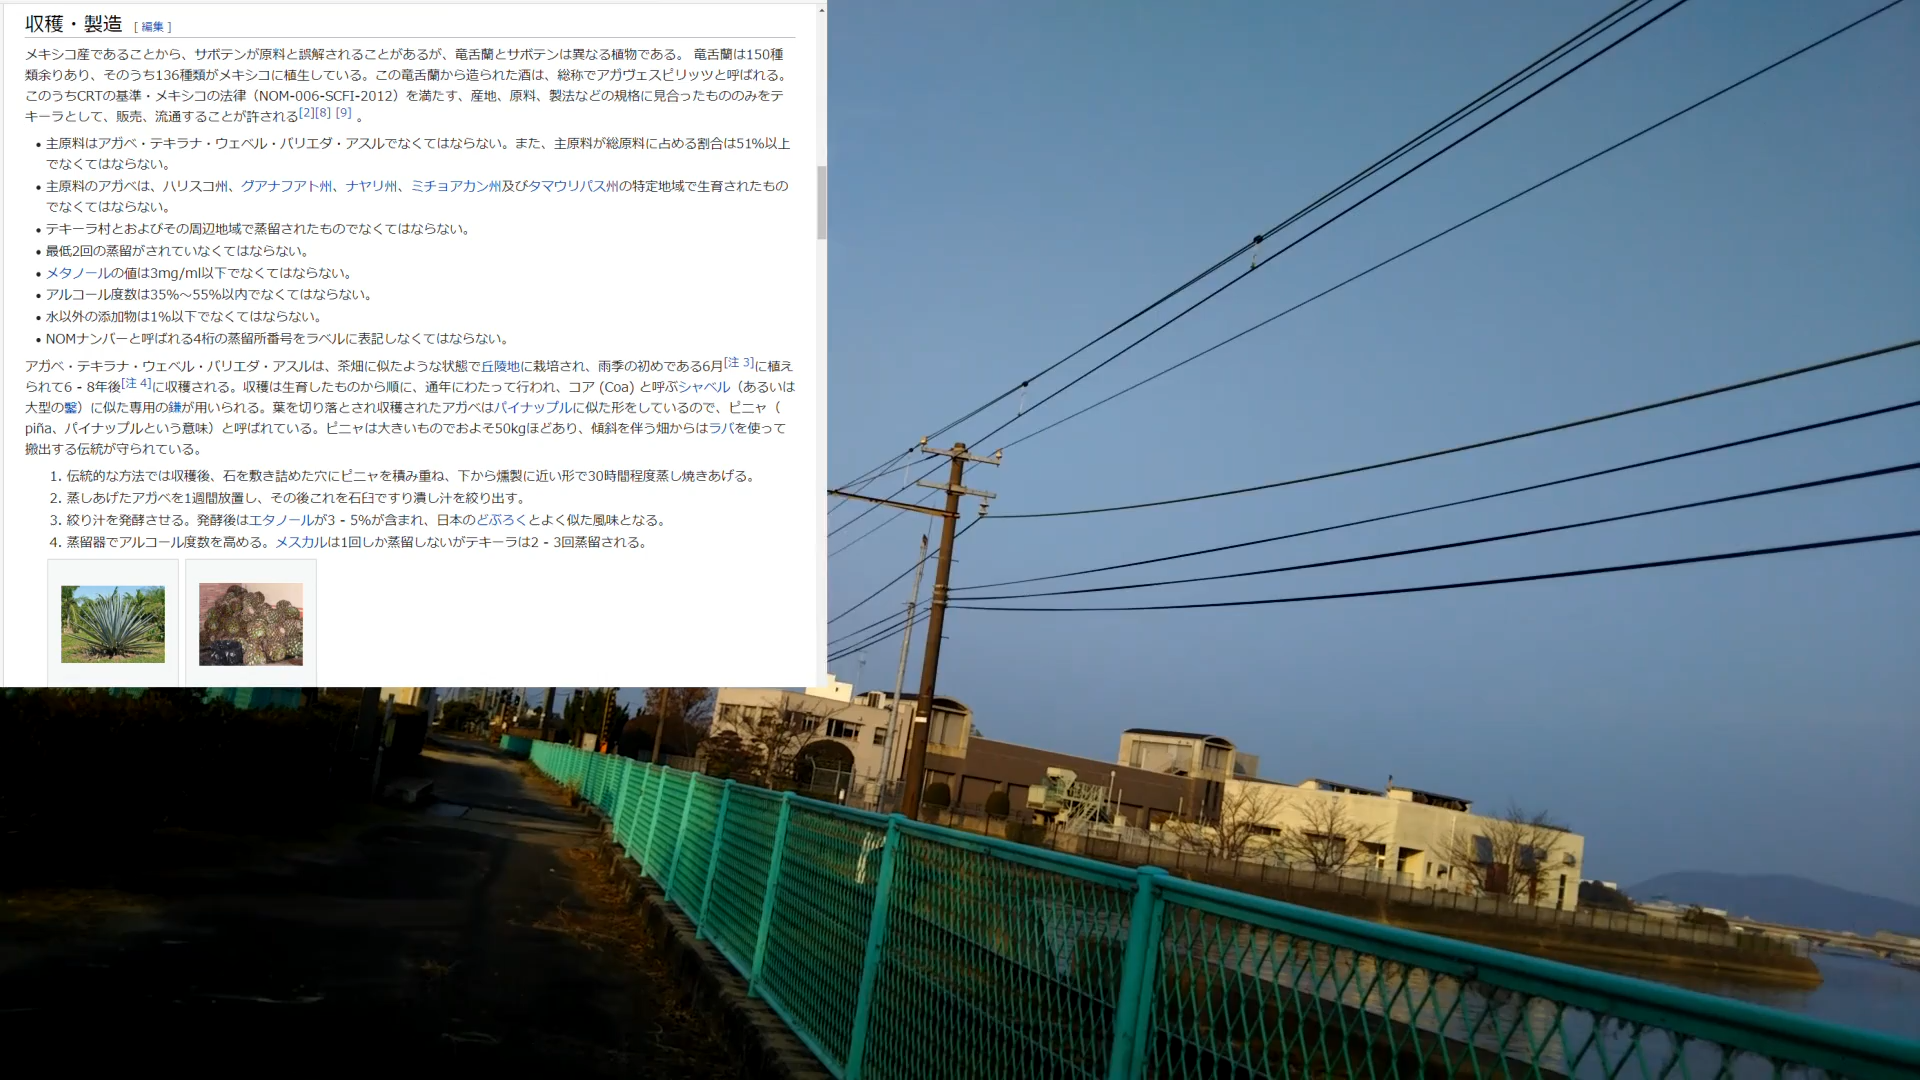 収穫・製造 [ 編集 ]
メキシコ産であることから、サボテンが原料と誤解されることがあるが、竜舌蘭とサボテンは異なる植物である。 竜舌蘭は150種
類余りあり、そのうち136種類がメキシコに植生している。この竜舌蘭から造られた酒は、総称でアガヴェスピリッツと呼ばれる。
このうちCRTの基準・メキシコの法律（NOM-006-SCFI-2012）を満たす、産地、原料、製法などの規格に見合ったもののみをテ
キーラとして、販売、流通することが許される[2][8] [9] 。
• 主原料はアガベ・テキラナ・ウェベル・バリエダ・アスルでなくてはならない。また、主原料が総原料に占める割合は51%以上
でなくてはならない。
• 主原料のアガベは、ハリスコ州、グアナフアト州、ナヤリ州、ミチョアカン州及びタマウリパス州の特定地域で生育されたもの
でなくてはならない。
• テキーラ村とおよびその周辺地域で蒸留されたものでなくてはならない。
• 最低2回の蒸留がされていなくてはならない。
• メタノールの値は3mg/ml以下でなくてはならない。
• アルコール度数は35%～55%以内でなくてはならない。
• 水以外の添加物は1%以下でなくてはならない。
• NOMナンバーと呼ばれる4桁の蒸留所番号をラベルに表記しなくてはならない。
アガベ・テキラナ・ウェベル・バリエダ・アスルは、茶畑に似たような状態で丘陵地に栽培され、雨季の初めである6月[注 3]に植え
られて6 - 8年後[注 4]に収穫される。収穫は生育したものから順に、通年にわたって行われ、コア (Coa) と呼ぶシャベル（あるいは
大型の鑿）に似た専用の鎌が用いられる。葉を切り落とされ収穫されたアガベはパイナップルに似た形をしているので、ピニャ（
piña、パイナップルという意味）と呼ばれている。ピニャは大きいものでおよそ50kgほどあり、傾斜を伴う畑からはラバを使って
搬出する伝統が守られている。
1. 伝統的な方法では収穫後、石を敷き詰めた穴にピニャを積み重ね、下から燻製に近い形で30時間程度蒸し焼きあげる。
2. 蒸しあげたアガベを1週間放置し、その後これを石臼ですり潰し汁を絞り出す。
3. 絞り汁を発酵させる。発酵後はエタノールが3 - 5%が含まれ、日本のどぶろくとよく似た風味となる。
4. 蒸留器でアルコール度数を高める。メスカルは1回しか蒸留しないがテキーラは2 - 3回蒸留される。